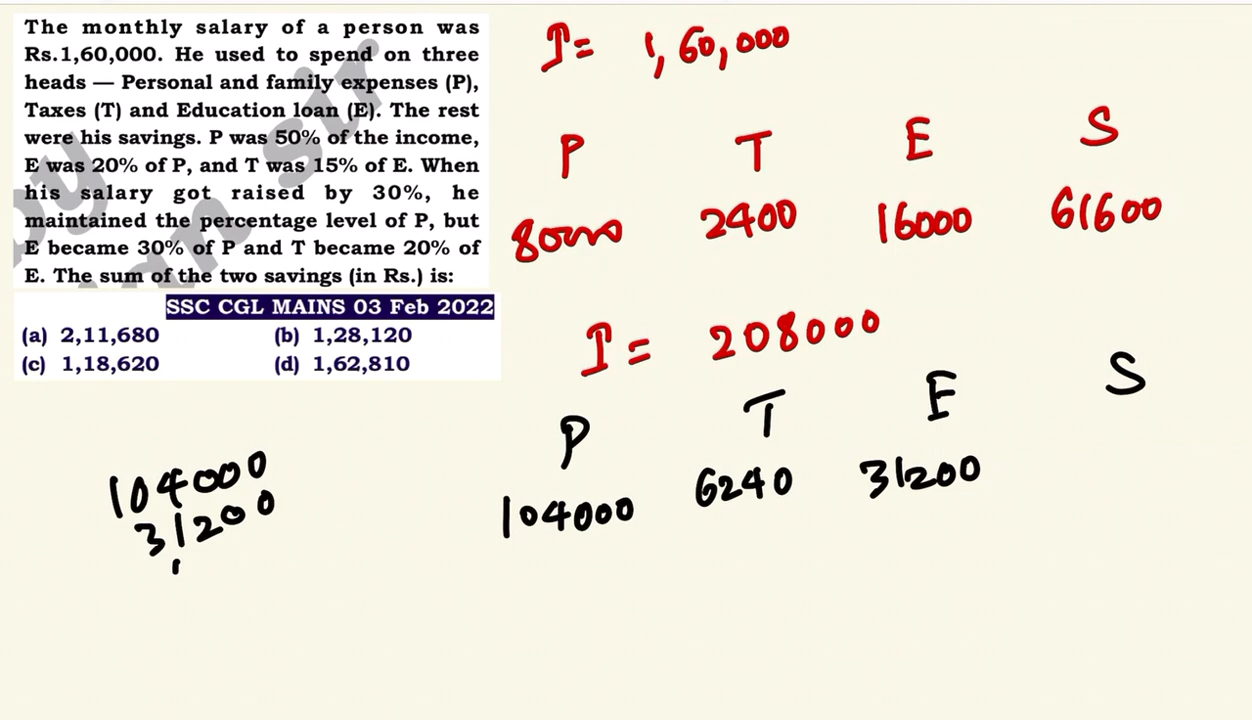 The monthly salary of a person was
Rs.1,60,000. He used to spend on three
heads — Personal and family expenses (P),
Taxes (T) and Education loan (E). The rest
were his savings. P was 50% of the income,
E was 20% of P, and T was 15% of E. When
his salary got raised by 30%, he
maintained the percentage level of P, but
E became 30% of P and T became 20% of
E. The sum of the two savings (in Rs.) is:
SSC CGL MAINS 03 Feb 2022
(a) 2,11,680 (b) 1,28,120
(c) 1,18,620 (d) 1,62,810
I = 1,60,000
P T E S
80000 2400 16000 61600
I = 208000
P T E S
104000 6240 31200
104000
31200